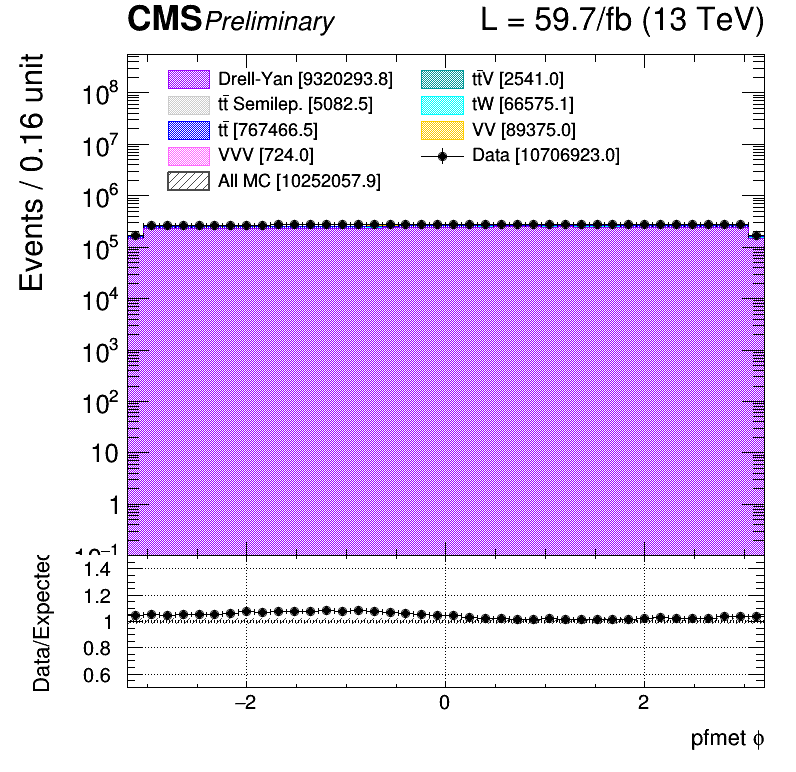 CMS Preliminary L = 59.7/fb (13 TeV)
Events / 0.16 unit
Drell-Yan [9320293.8]
tt̄ Semilep. [5082.5]
tt̄ [767466.5]
VVV [724.0]
All MC [10252057.9]
tt̄V [2541.0]
tW [66575.1]
VV [89375.0]
Data [10706923.0]
10⁸
10⁷
10⁶
10⁵
10⁴
10³
10²
10
1
10⁻¹
Data/Expected
1.4
1.2
1
0.8
0.6
−2 0 2
pfmet ϕ